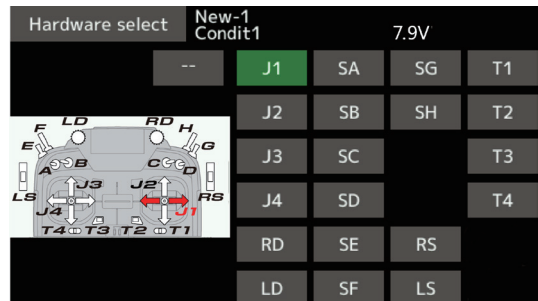 Hardware select
New-1
Condit1
7.9V
-- J1 SA SG T1
J2 SB SH T2
J3 SC T3
J4 SD T4
RD SE RS
LD SF LS
LD RD
F H
E G
A B C D
J3 J2
LS RS
J4 J1
T4 T3 T2 T1